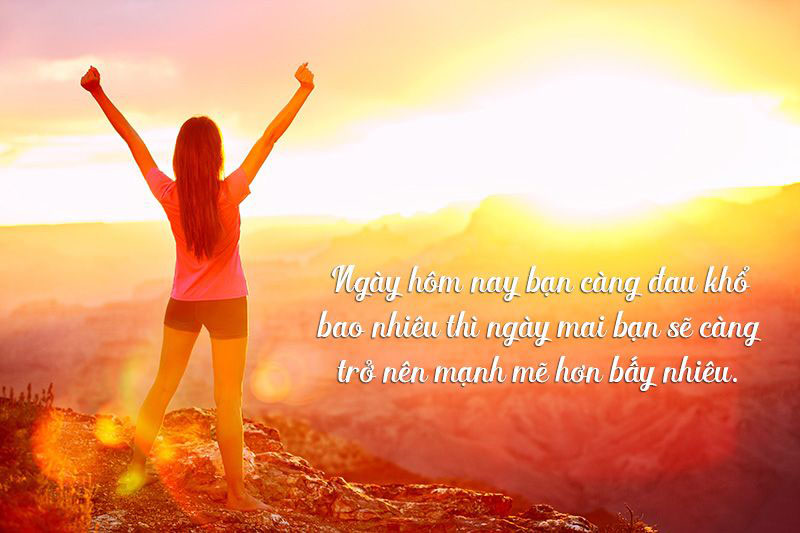 Ngày hôm nay bạn càng đau khổ
bao nhiêu thì ngày mai bạn sẽ càng
trở nên mạnh mẽ hơn bấy nhiêu.